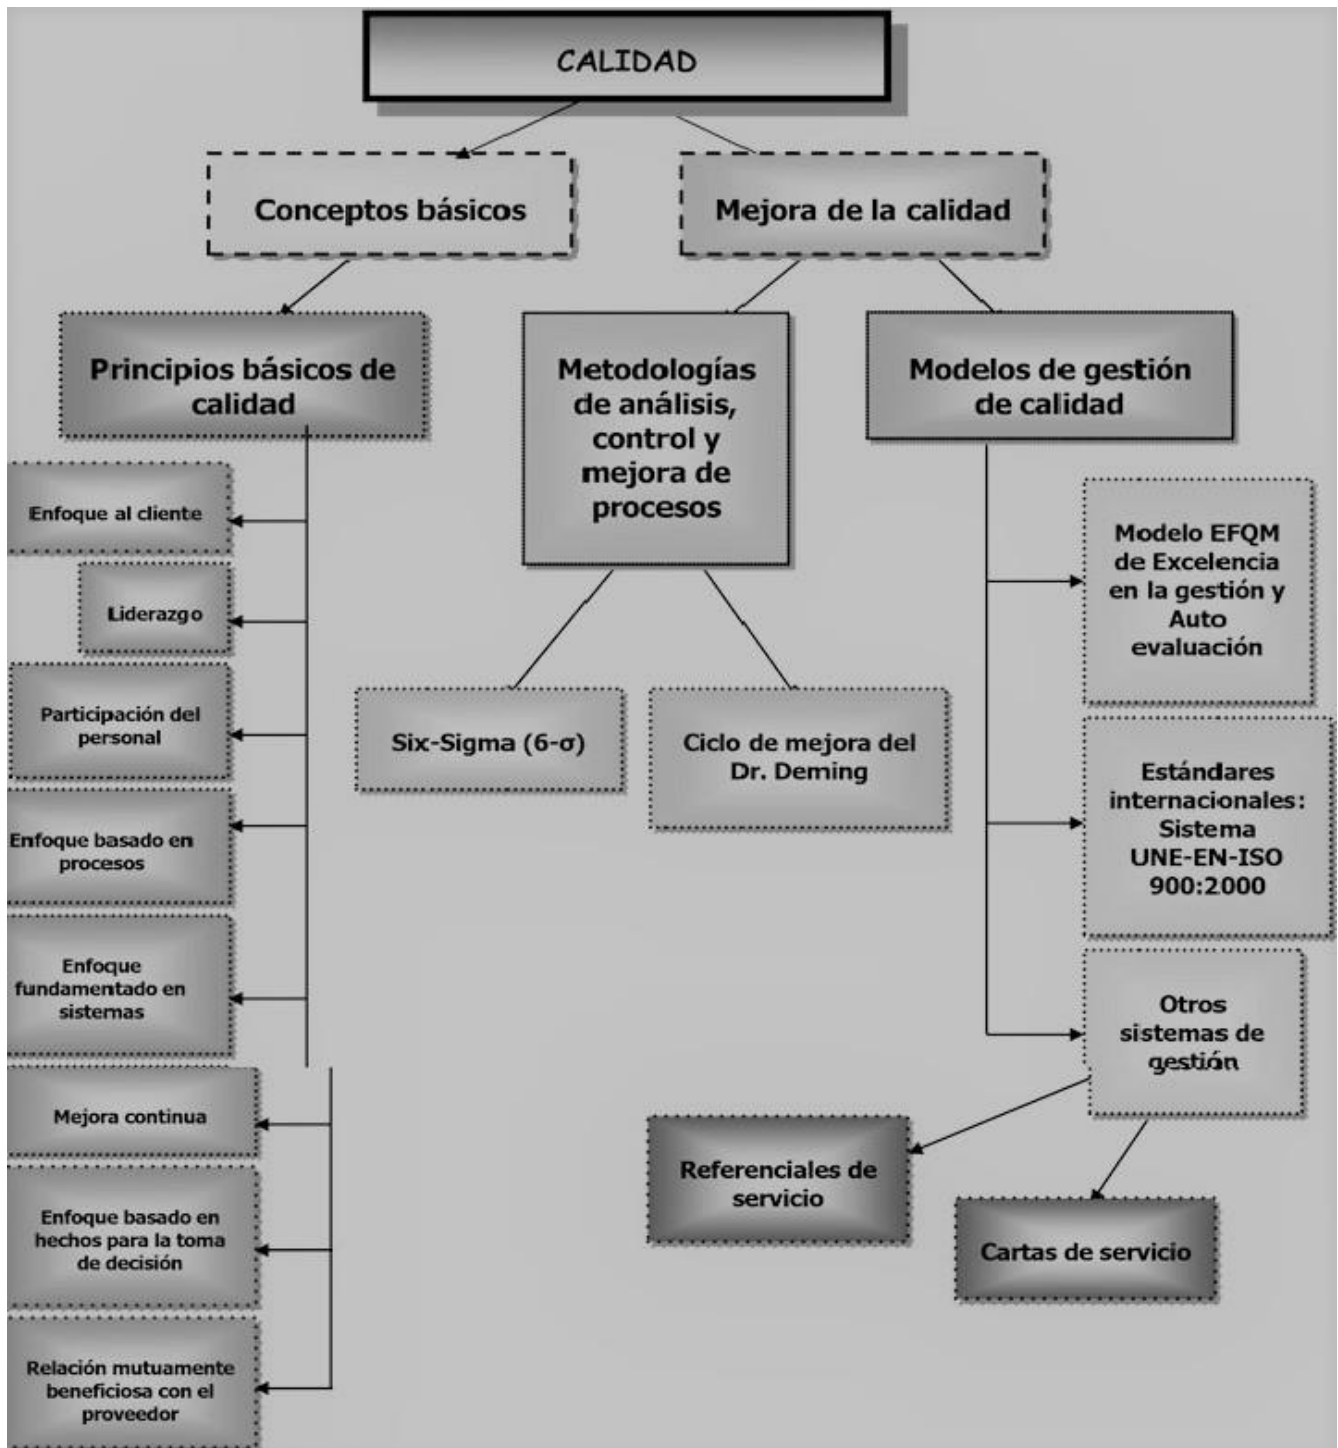 CALIDAD
Conceptos básicos
Mejora de la calidad
Principios básicos de
calidad
Metodologías
de análisis,
control y
mejora de
procesos
Modelos de gestión
de calidad
Enfoque al cliente
Liderazgo
Participación del
personal
Enfoque basado en
procesos
Enfoque
fundamentado en
sistemas
Mejora continua
Enfoque basado en
hechos para la toma
de decisión
Relación mutuamente
beneficiosa con el
proveedor
Six-Sigma (6-σ)
Ciclo de mejora del
Dr. Deming
Modelo EFQM
de Excelencia
en la gestión y
Auto
evaluación
Estándares
internacionales:
Sistema
UNE-EN-ISO
900:2000
Otros
sistemas de
gestión
Referenciales de
servicio
Cartas de servicio